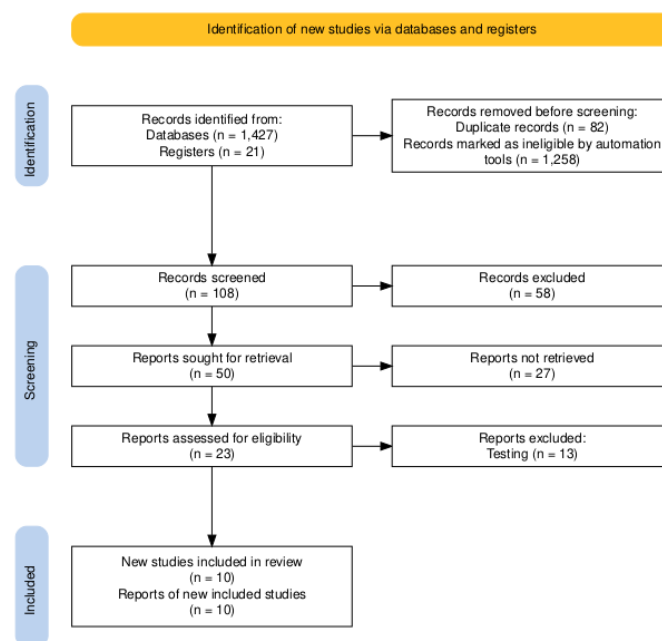 Identification of new studies via databases and registers
Identification
Records identified from:
Databases (n = 1,427)
Registers (n = 21)
Records removed before screening:
Duplicate records (n = 82)
Records marked as ineligible by automation
tools (n = 1,258)
Screening
Records screened
(n = 108)
Records excluded
(n = 58)
Reports sought for retrieval
(n = 50)
Reports not retrieved
(n = 27)
Reports assessed for eligibility
(n = 23)
Reports excluded:
Testing (n = 13)
Included
New studies included in review
(n = 10)
Reports of new included studies
(n = 10)